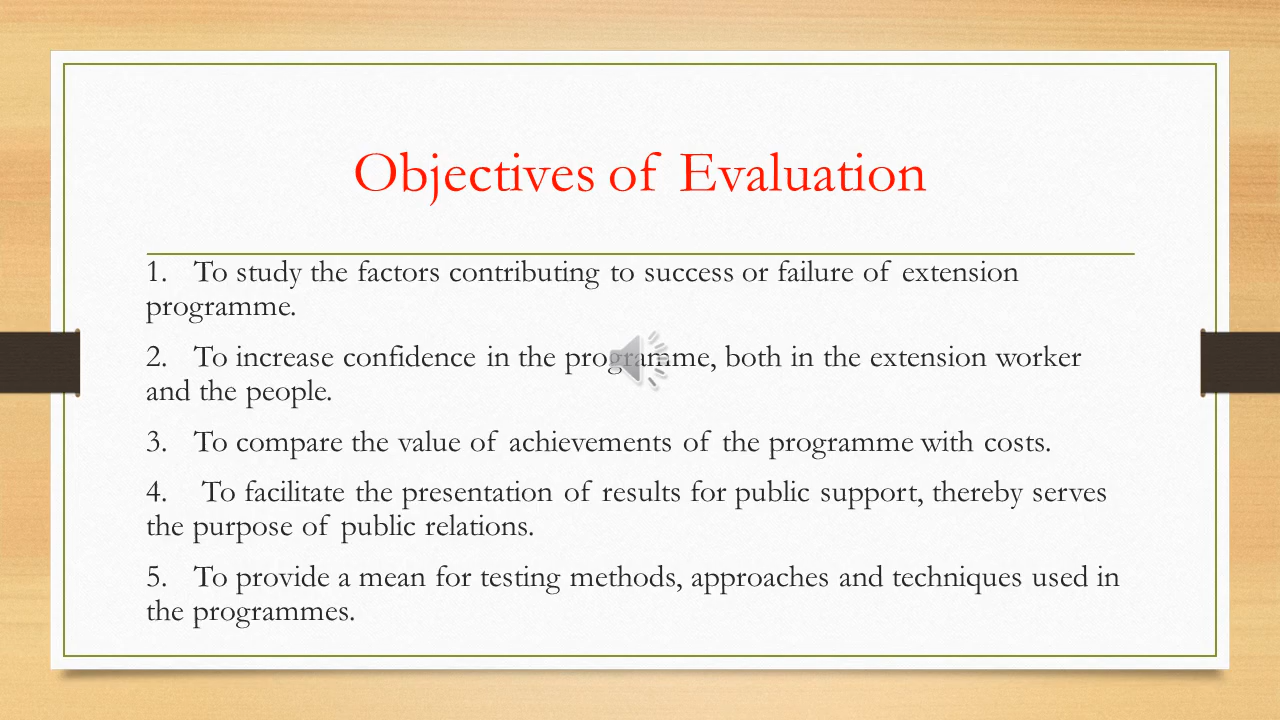 Objectives of Evaluation
1. To study the factors contributing to success or failure of extension
programme.
2. To increase confidence in the programme, both in the extension worker
and the people.
3. To compare the value of achievements of the programme with costs.
4. To facilitate the presentation of results for public support, thereby serves
the purpose of public relations.
5. To provide a mean for testing methods, approaches and techniques used in
the programmes.